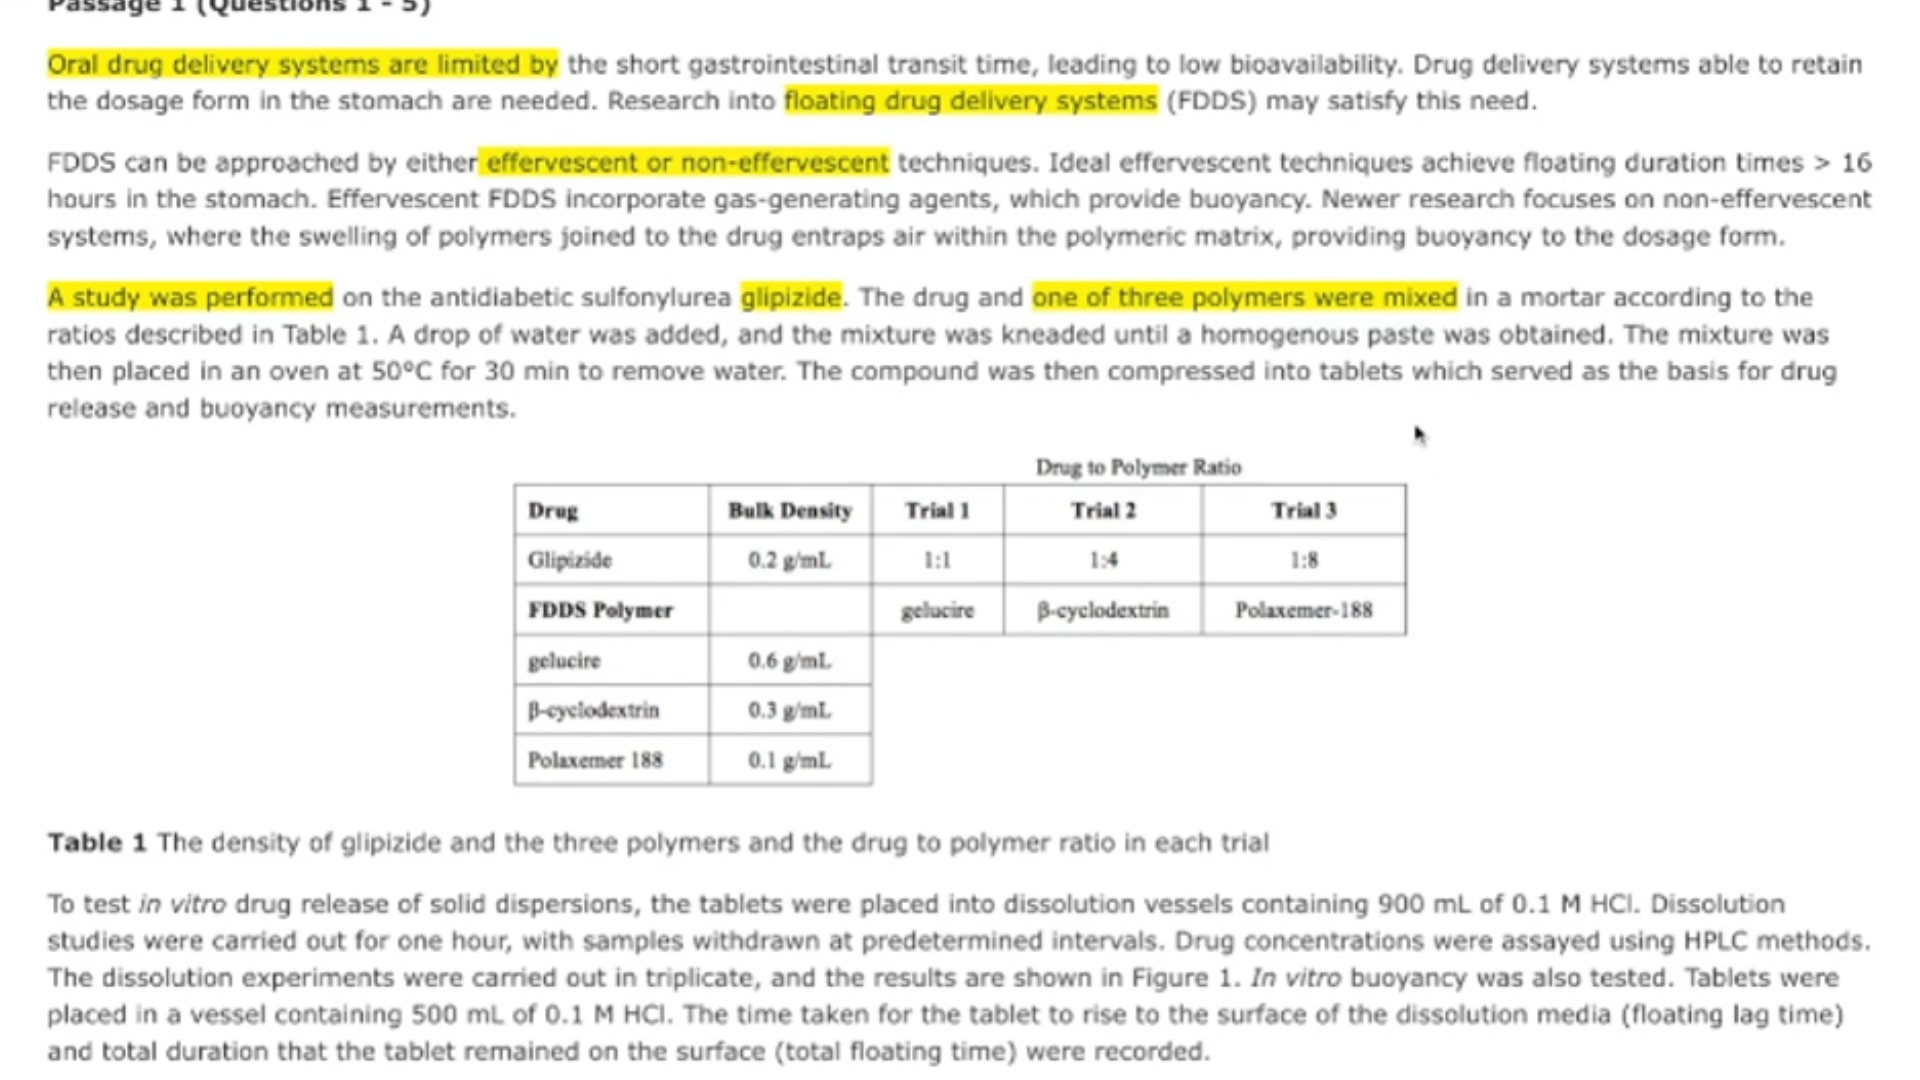 Passage 1 (Questions 1 - 5)
Oral drug delivery systems are limited by the short gastrointestinal transit time, leading to low bioavailability. Drug delivery systems able to retain
the dosage form in the stomach are needed. Research into floating drug delivery systems (FDDS) may satisfy this need.
FDDS can be approached by either effervescent or non-effervescent techniques. Ideal effervescent techniques achieve floating duration times > 16
hours in the stomach. Effervescent FDDS incorporate gas-generating agents, which provide buoyancy. Newer research focuses on non-effervescent
systems, where the swelling of polymers joined to the drug entraps air within the polymeric matrix, providing buoyancy to the dosage form.
A study was performed on the antidiabetic sulfonylurea glipizide. The drug and one of three polymers were mixed in a mortar according to the
ratios described in Table 1. A drop of water was added, and the mixture was kneaded until a homogenous paste was obtained. The mixture was
then placed in an oven at 50°C for 30 min to remove water. The compound was then compressed into tablets which served as the basis for drug
release and buoyancy measurements.
Drug to Polymer Ratio
Drug Bulk Density Trial 1 Trial 2 Trial 3
Glipizide 0.2 g/mL 1:1 1:4 1:8
FDDS Polymer gelucire β-cyclodextrin Polaxemer-188
gelucire 0.6 g/mL
β-cyclodextrin 0.3 g/mL
Polaxemer 188 0.1 g/mL
Table 1 The density of glipizide and the three polymers and the drug to polymer ratio in each trial
To test in vitro drug release of solid dispersions, the tablets were placed into dissolution vessels containing 900 mL of 0.1 M HCl. Dissolution
studies were carried out for one hour, with samples withdrawn at predetermined intervals. Drug concentrations were assayed using HPLC methods.
The dissolution experiments were carried out in triplicate, and the results are shown in Figure 1. In vitro buoyancy was also tested. Tablets were
placed in a vessel containing 500 mL of 0.1 M HCl. The time taken for the tablet to rise to the surface of the dissolution media (floating lag time)
and total duration that the tablet remained on the surface (total floating time) were recorded.